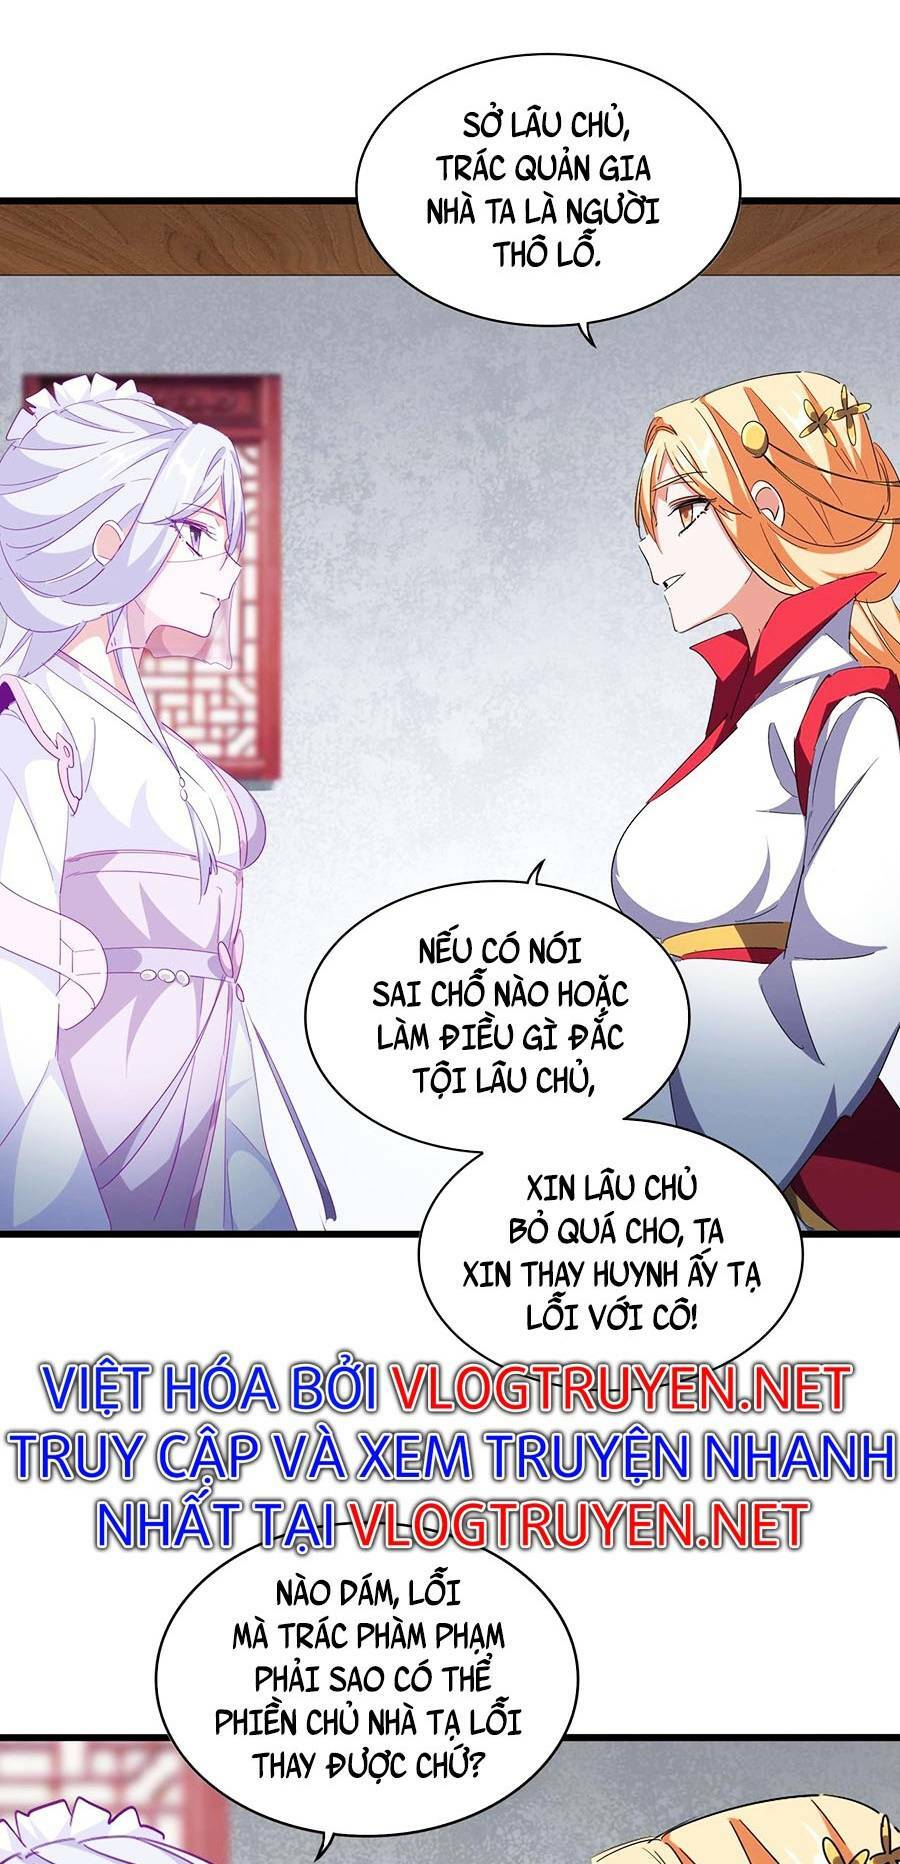 SỞ LÂU CHỦ,
TRÁC QUẢN GIA
NHÀ TA LÀ NGƯỜI
THÔ LỖ.
NẾU CÓ NÓI
SAI CHỖ NÀO HOẶC
LÀM ĐIỀU GÌ ĐẮC
TỘI LÂU CHỦ,
XIN LÂU CHỦ
BỎ QUÁ CHO, TA
XIN THAY HUYNH ẤY TẠ
LỖI VỚI CÔ!
VIỆT HÓA BỞI VLOGTRUYEN.NET
TRUY CẬP VÀ XEM TRUYỆN NHANH
NHẤT TẠI VLOGTRUYEN.NET
NÀO DÁM, LỖI
MÀ TRÁC PHÀM PHẠM
PHẢI SAO CÓ THỂ
PHIỀN CHỦ NHÀ TẠ LỖI
THAY ĐƯỢC CHỨ?